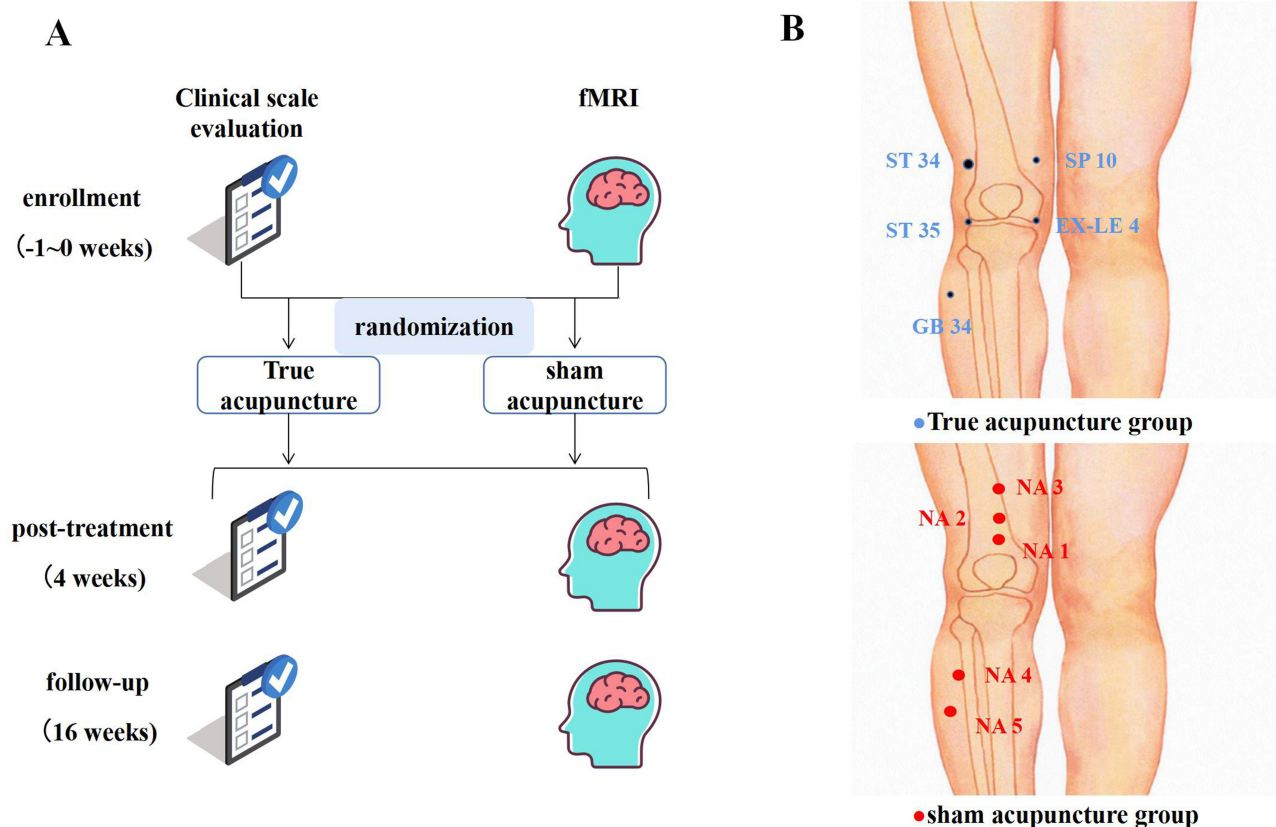 A
Clinical scale
evaluation
fMRI
enrollment
(-1~0 weeks)
randomization
True
acupuncture
sham
acupuncture
post-treatment
(4 weeks)
follow-up
(16 weeks)
B
ST 34
SP 10
ST 35
EX-LE 4
GB 34
True acupuncture group
NA 3
NA 2
NA 1
NA 4
NA 5
sham acupuncture group